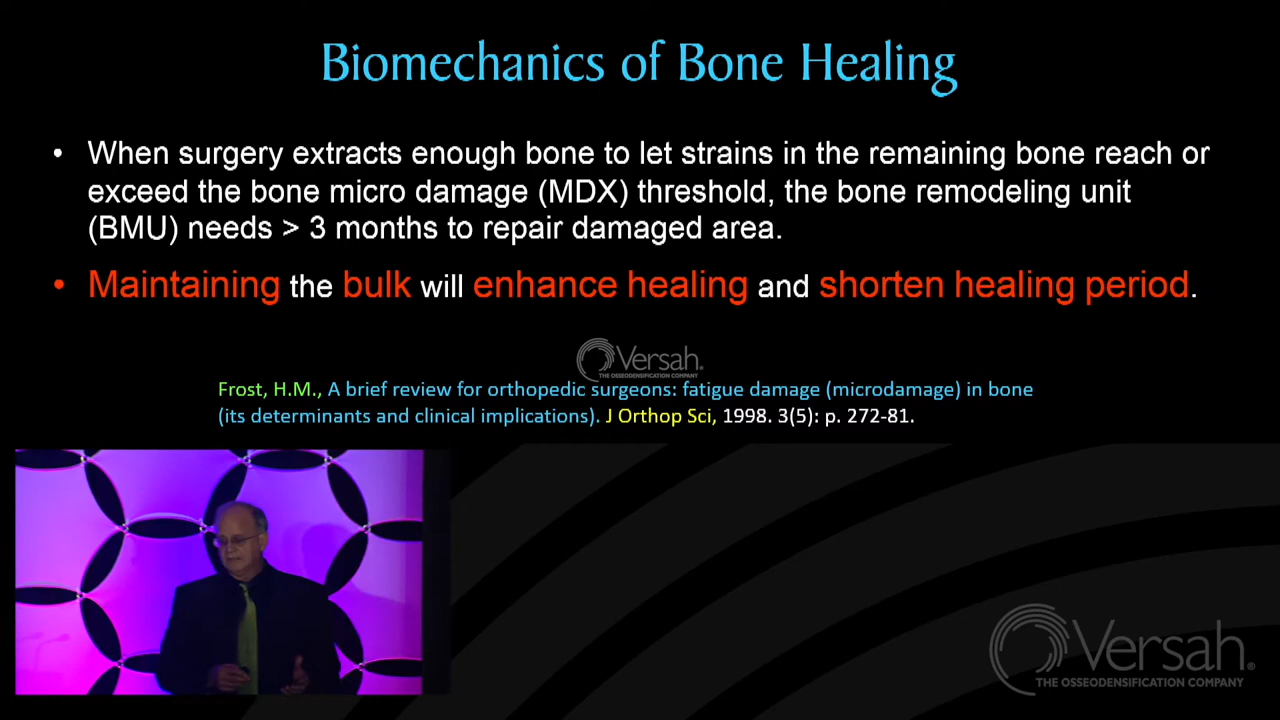 Biomechanics of Bone Healing
• When surgery extracts enough bone to let strains in the remaining bone reach or
exceed the bone micro damage (MDX) threshold, the bone remodeling unit
(BMU) needs > 3 months to repair damaged area.
• Maintaining the bulk will enhance healing and shorten healing period.
Versah®
THE OSSEODENSIFICATION COMPANY
Frost, H.M., A brief review for orthopedic surgeons: fatigue damage (microdamage) in bone
(its determinants and clinical implications). J Orthop Sci, 1998. 3(5): p. 272-81.
Versah®
THE OSSEODENSIFICATION COMPANY